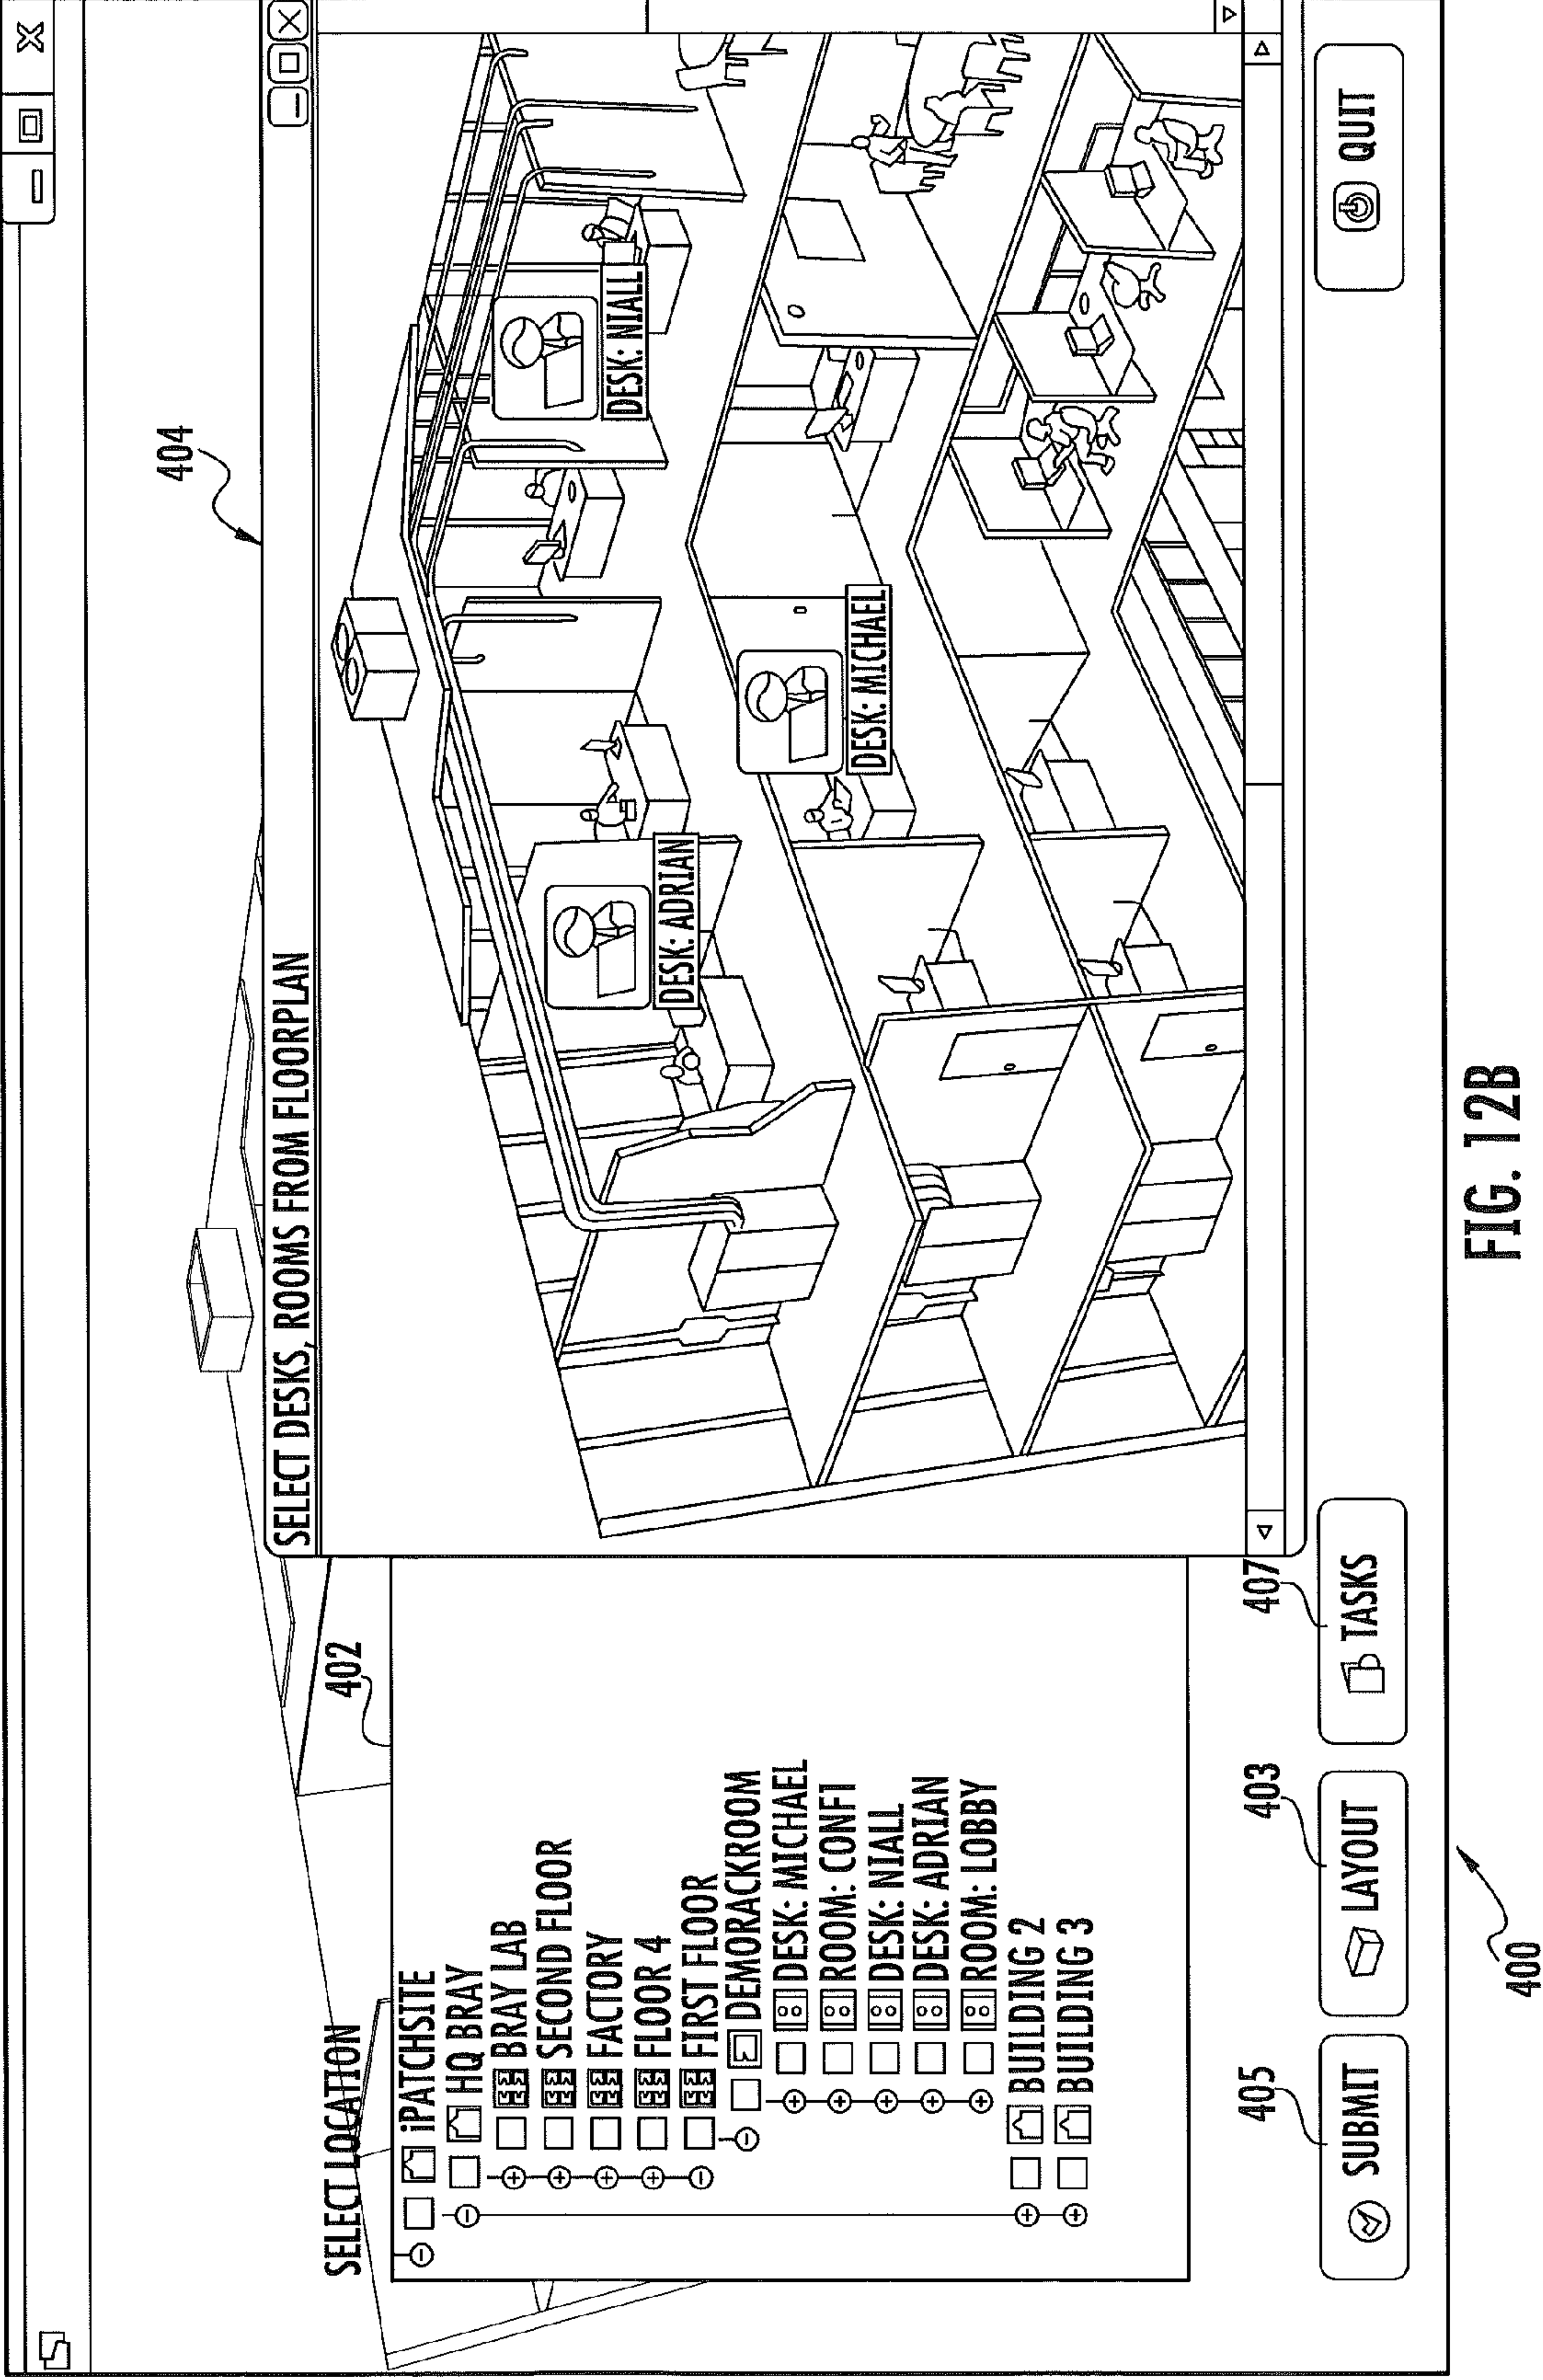 404
SELECT DESKS, ROOMS FROM FLOORPLAN
SELECT LOCATION
402
iPATCHSITE
HQ BRAY
BRAY LAB
SECOND FLOOR
FACTORY
FLOOR 4
FIRST FLOOR
DEMORACKROOM
DESK: MICHAEL
ROOM: CONF1
DESK: NIALL
DESK: ADRIAN
ROOM: LOBBY
BUILDING 2
BUILDING 3
DESK: NIALL
DESK: ADRIAN
DESK: MICHAEL
405
403
407
SUBMIT
LAYOUT
TASKS
QUIT
400
FIG. 12B